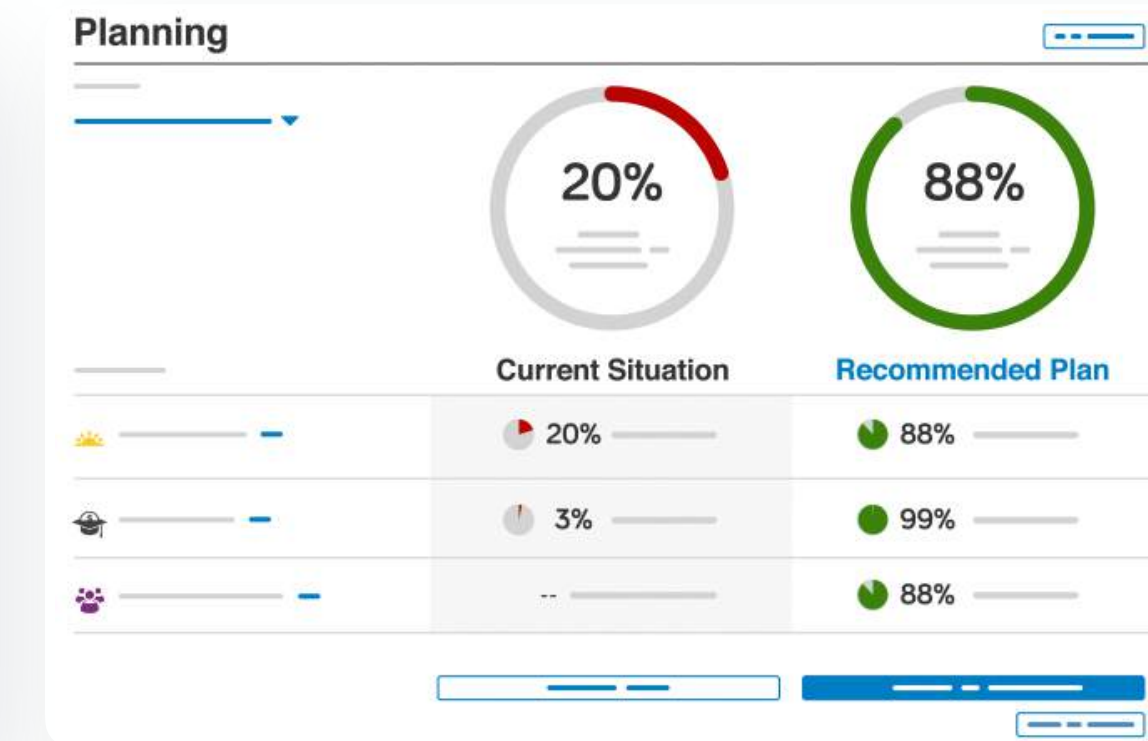 Planning
20% 88%
Current Situation Recommended Plan
20% 88%
3% 99%
-- 88%